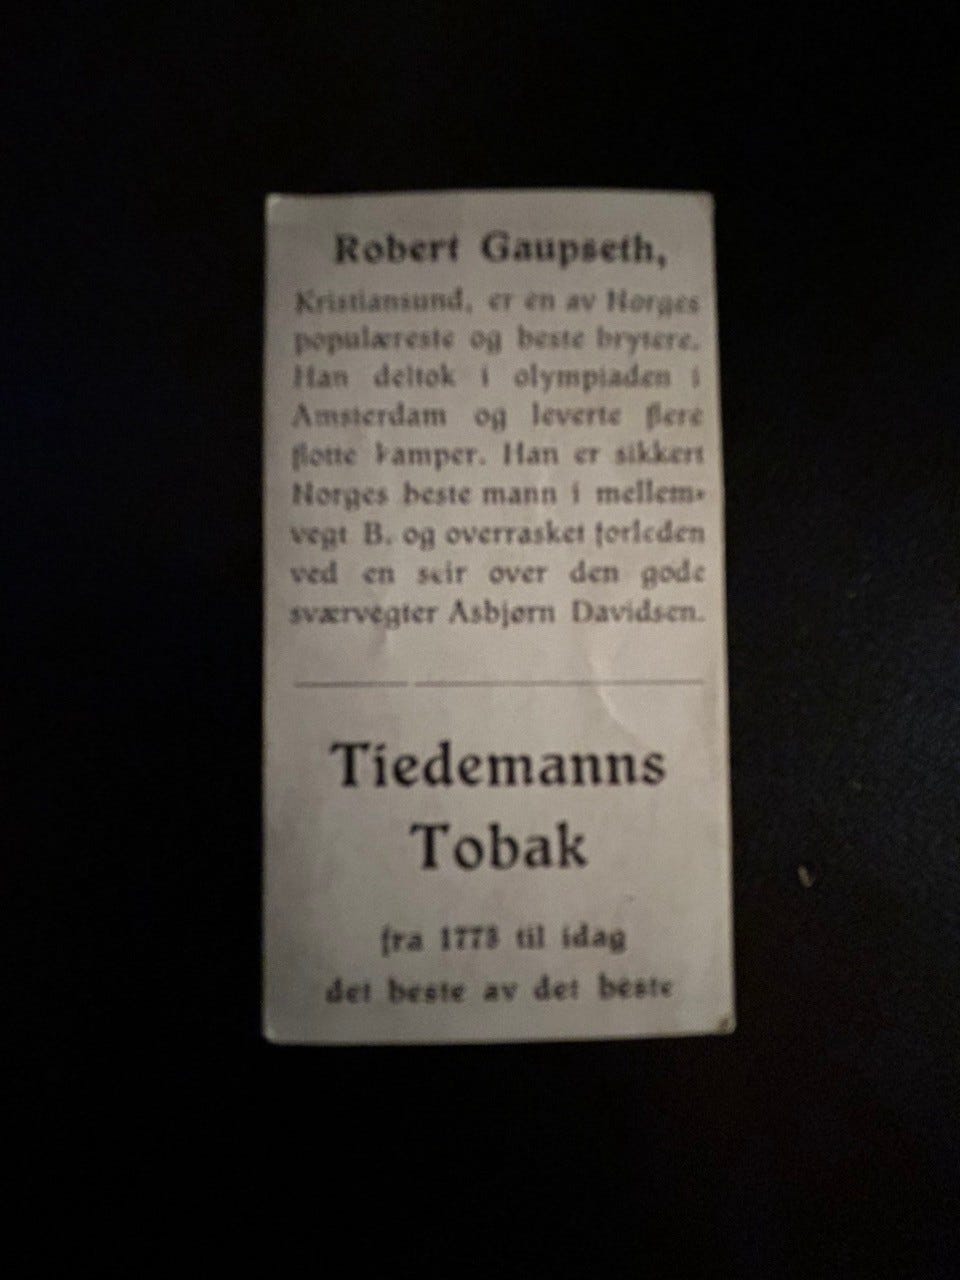 Robert Gaupseth,
Kristiansund, er en av Norges
populæreste og beste brytere.
Han deltok i olympiaden i
Amsterdam og leverte flere
flotte kamper. Han er sikkert
Norges beste mann i mellem-
vegt B. og overrasket forleden
ved en seir over den gode
sværvegter Asbjørn Davidsen.
Tiedemanns
Tobak
fra 1778 til idag
det beste av det beste